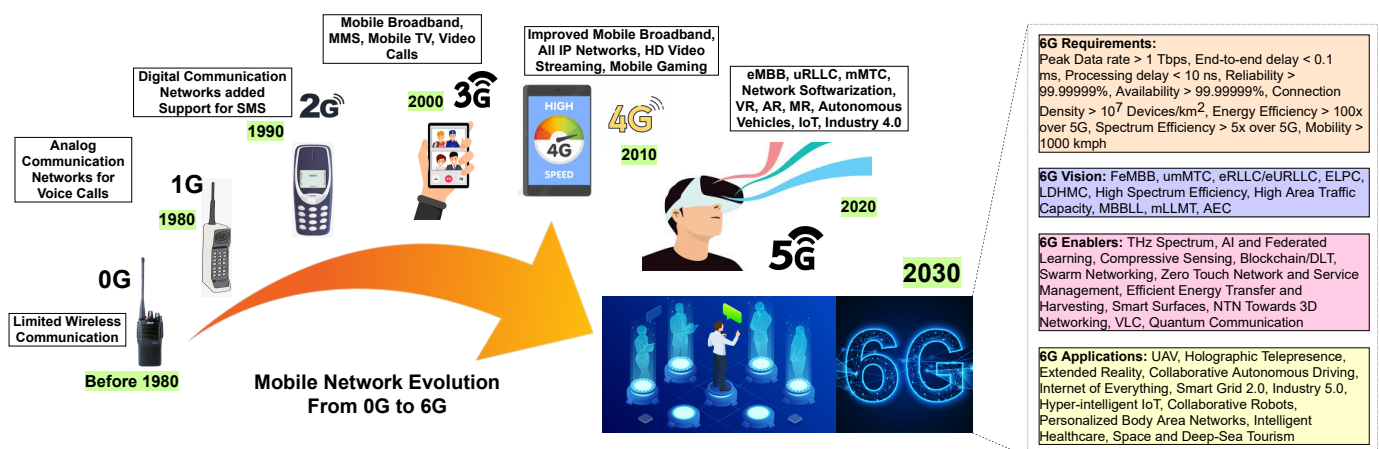 Limited Wireless
Communication
0G
Before 1980
Analog
Communication
Networks for
Voice Calls
1G
1980
Digital Communication
Networks added
Support for SMS
1990
2G
Mobile Broadband,
MMS, Mobile TV, Video
Calls
2000
3G
Improved Mobile Broadband,
All IP Networks, HD Video
Streaming, Mobile Gaming
HIGH
4G
SPEED
4G
2010
eMBB, uRLLC, mMTC,
Network Softwarization,
VR, AR, MR, Autonomous
Vehicles, IoT, Industry 4.0
2020
5G
2030
6G
Mobile Network Evolution
From 0G to 6G
6G Requirements:
Peak Data rate > 1 Tbps, End-to-end delay < 0.1
ms, Processing delay < 10 ns, Reliability >
99.99999%, Availability > 99.99999%, Connection
Density > 10⁷ Devices/km², Energy Efficiency > 100x
over 5G, Spectrum Efficiency > 5x over 5G, Mobility >
1000 kmph
6G Vision: FeMBB, umMTC, eRLLC/eURLLC, ELPC,
LDHMC, High Spectrum Efficiency, High Area Traffic
Capacity, MBBLL, mLLMT, AEC
6G Enablers: THz Spectrum, AI and Federated
Learning, Compressive Sensing, Blockchain/DLT,
Swarm Networking, Zero Touch Network and Service
Management, Efficient Energy Transfer and
Harvesting, Smart Surfaces, NTN Towards 3D
Networking, VLC, Quantum Communication
6G Applications: UAV, Holographic Telepresence,
Extended Reality, Collaborative Autonomous Driving,
Internet of Everything, Smart Grid 2.0, Industry 5.0,
Hyper-intelligent IoT, Collaborative Robots,
Personalized Body Area Networks, Intelligent
Healthcare, Space and Deep-Sea Tourism